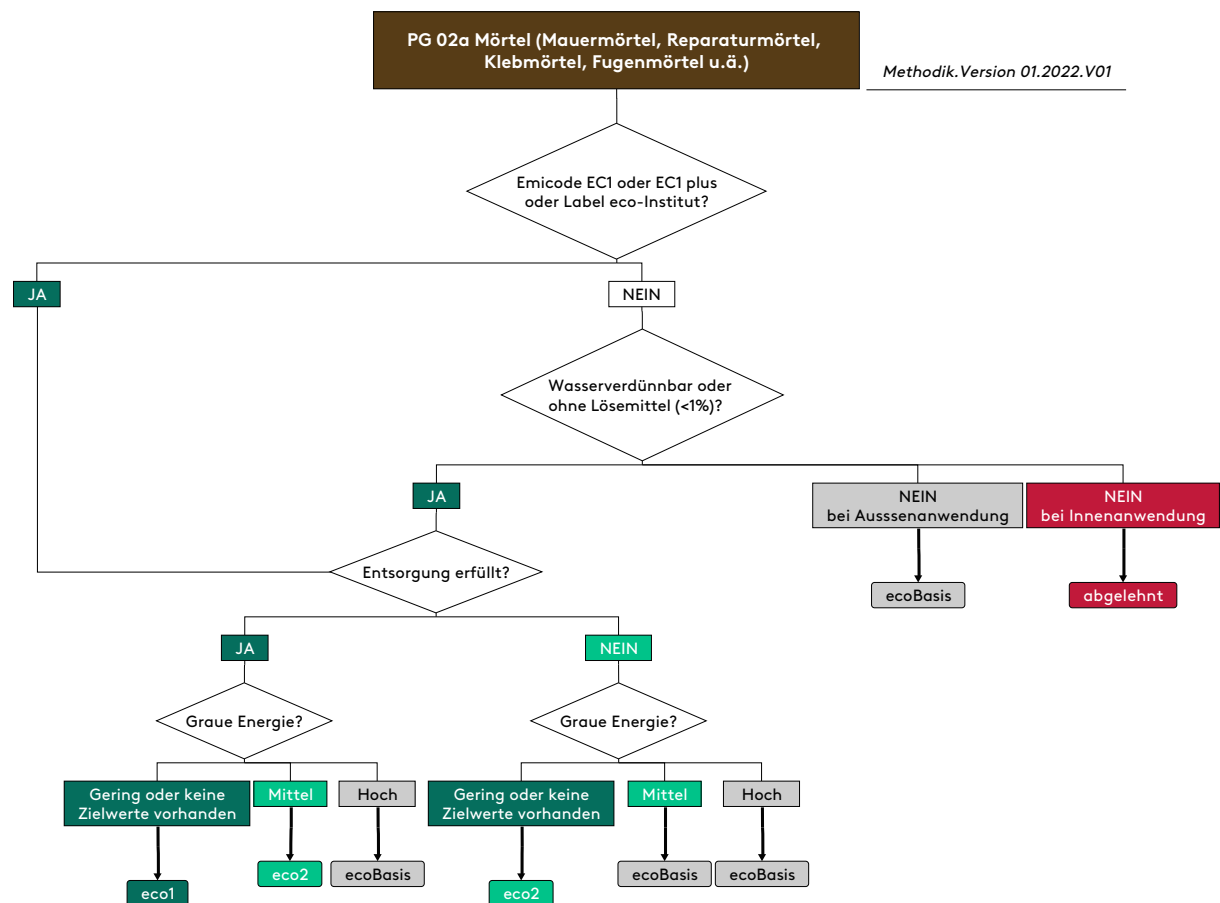 PG 02a Mörtel (Mauermörtel, Reparaturmörtel,
Klebmörtel, Fugenmörtel u.ä.)
Methodik.Version 01.2022.V01
Emicode EC1 oder EC1 plus
oder Label eco-Institut?
JA
NEIN
Wasserverdünnbar oder
ohne Lösemittel (<1%)?
JA
NEIN
bei Ausssenanwendung
NEIN
bei Innenanwendung
Entsorgung erfüllt?
ecoBasis
abgelehnt
JA
NEIN
Graue Energie?
Graue Energie?
Gering oder keine
Zielwerte vorhanden
Mittel
Hoch
Gering oder keine
Zielwerte vorhanden
Mittel
Hoch
eco1
eco2
ecoBasis
eco2
ecoBasis
ecoBasis